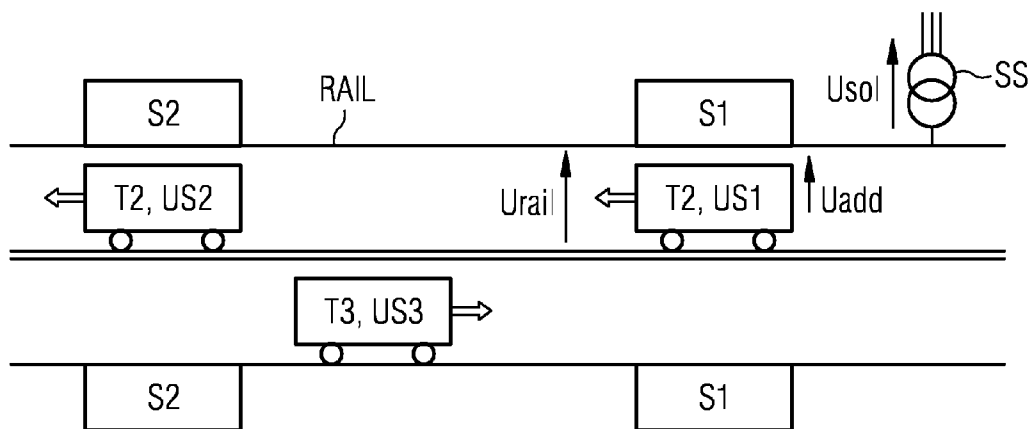 Usol
SS
S2
RAIL
S1
T2, US2
Urail
T2, US1
Uadd
T3, US3
S2
S1